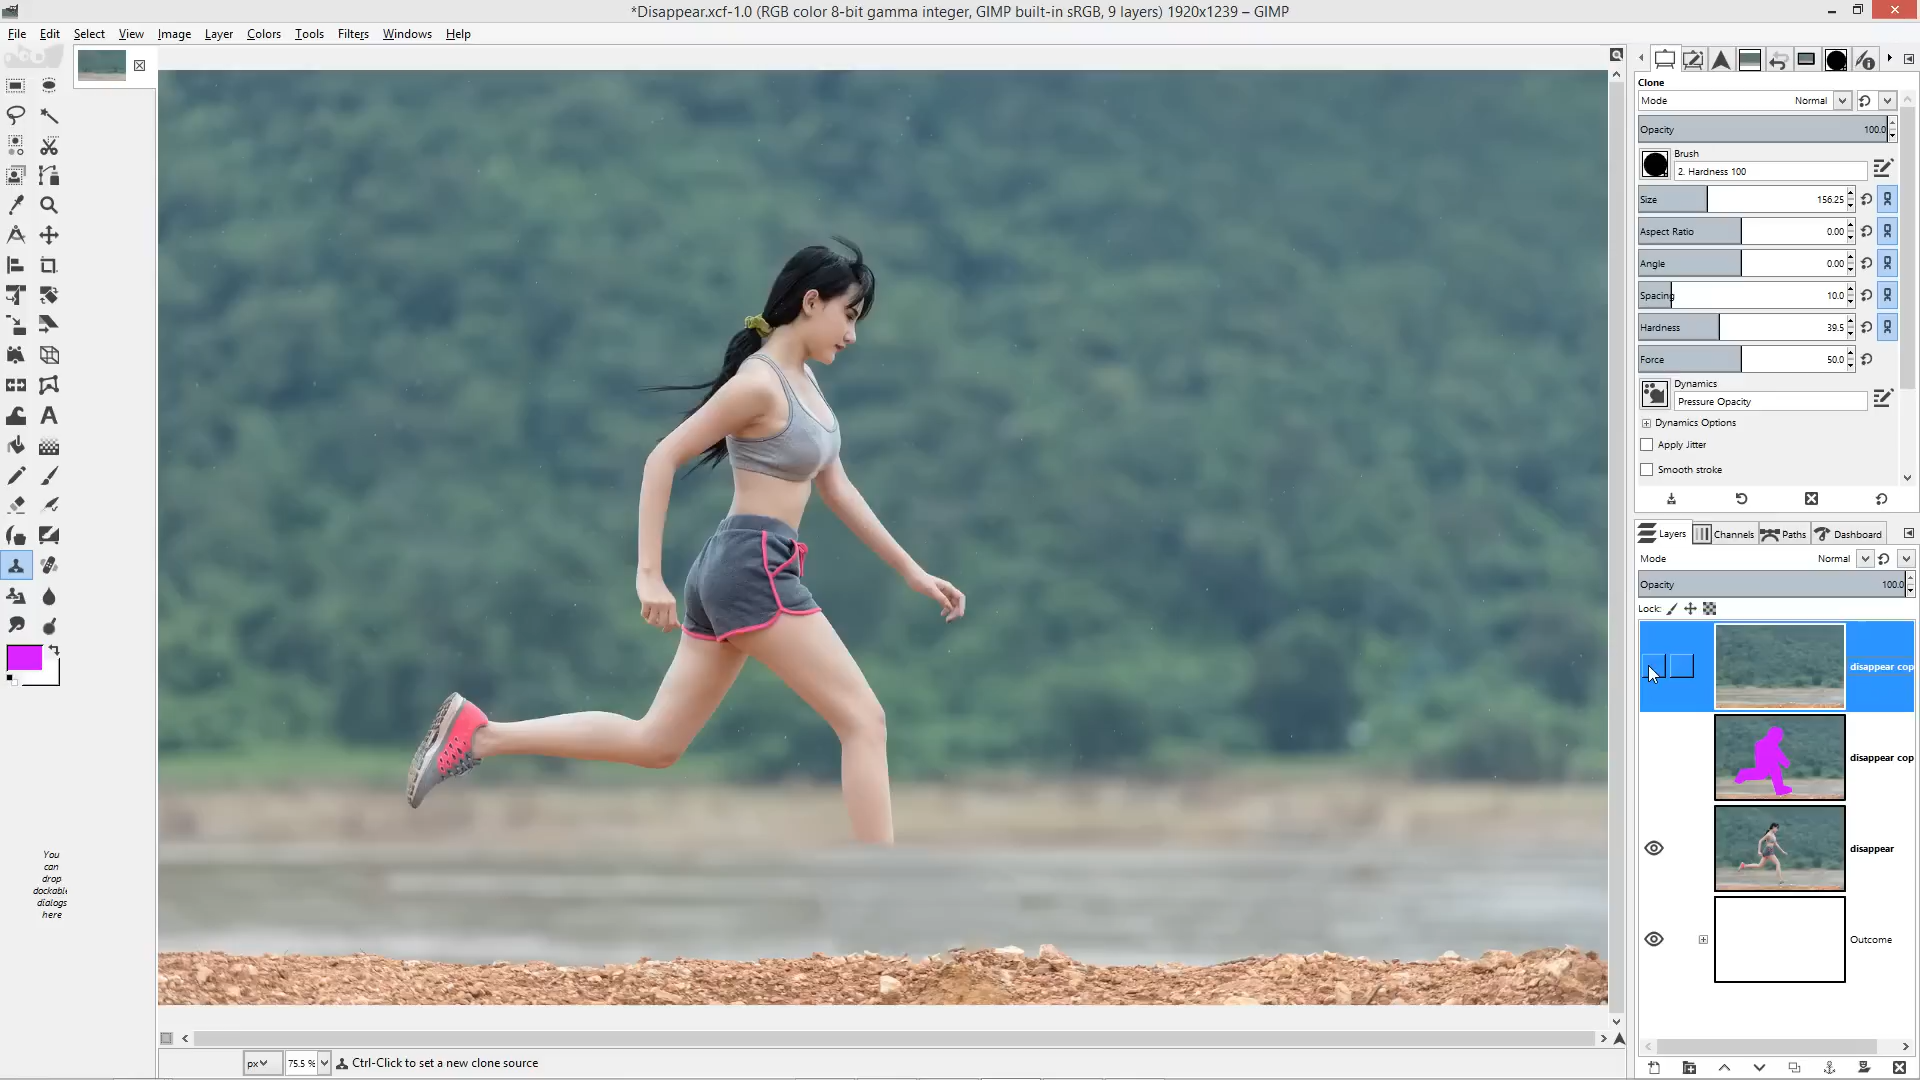 *Disappear.xcf-1.0 (RGB color 8-bit gamma integer, GIMP built-in sRGB, 9 layers) 1920x1239 – GIMP
File Edit Select View Image Layer Colors Tools Filters Windows Help
Clone
Mode Normal
Opacity 100.0
Brush
2. Hardness 100
Size 156.25
Aspect Ratio 0.00
Angle 0.00
Spacing 10.0
Hardness 39.5
Force 50.0
Dynamics
Pressure Opacity
Dynamics Options
Apply Jitter
Smooth stroke
Layers Channels Paths Dashboard
Mode Normal
Opacity 100.0
Lock:
disappear cop
disappear cop
disappear
Outcome
You
can
drop
dockable
dialogs
here
px 75.5 % Ctrl-Click to set a new clone source